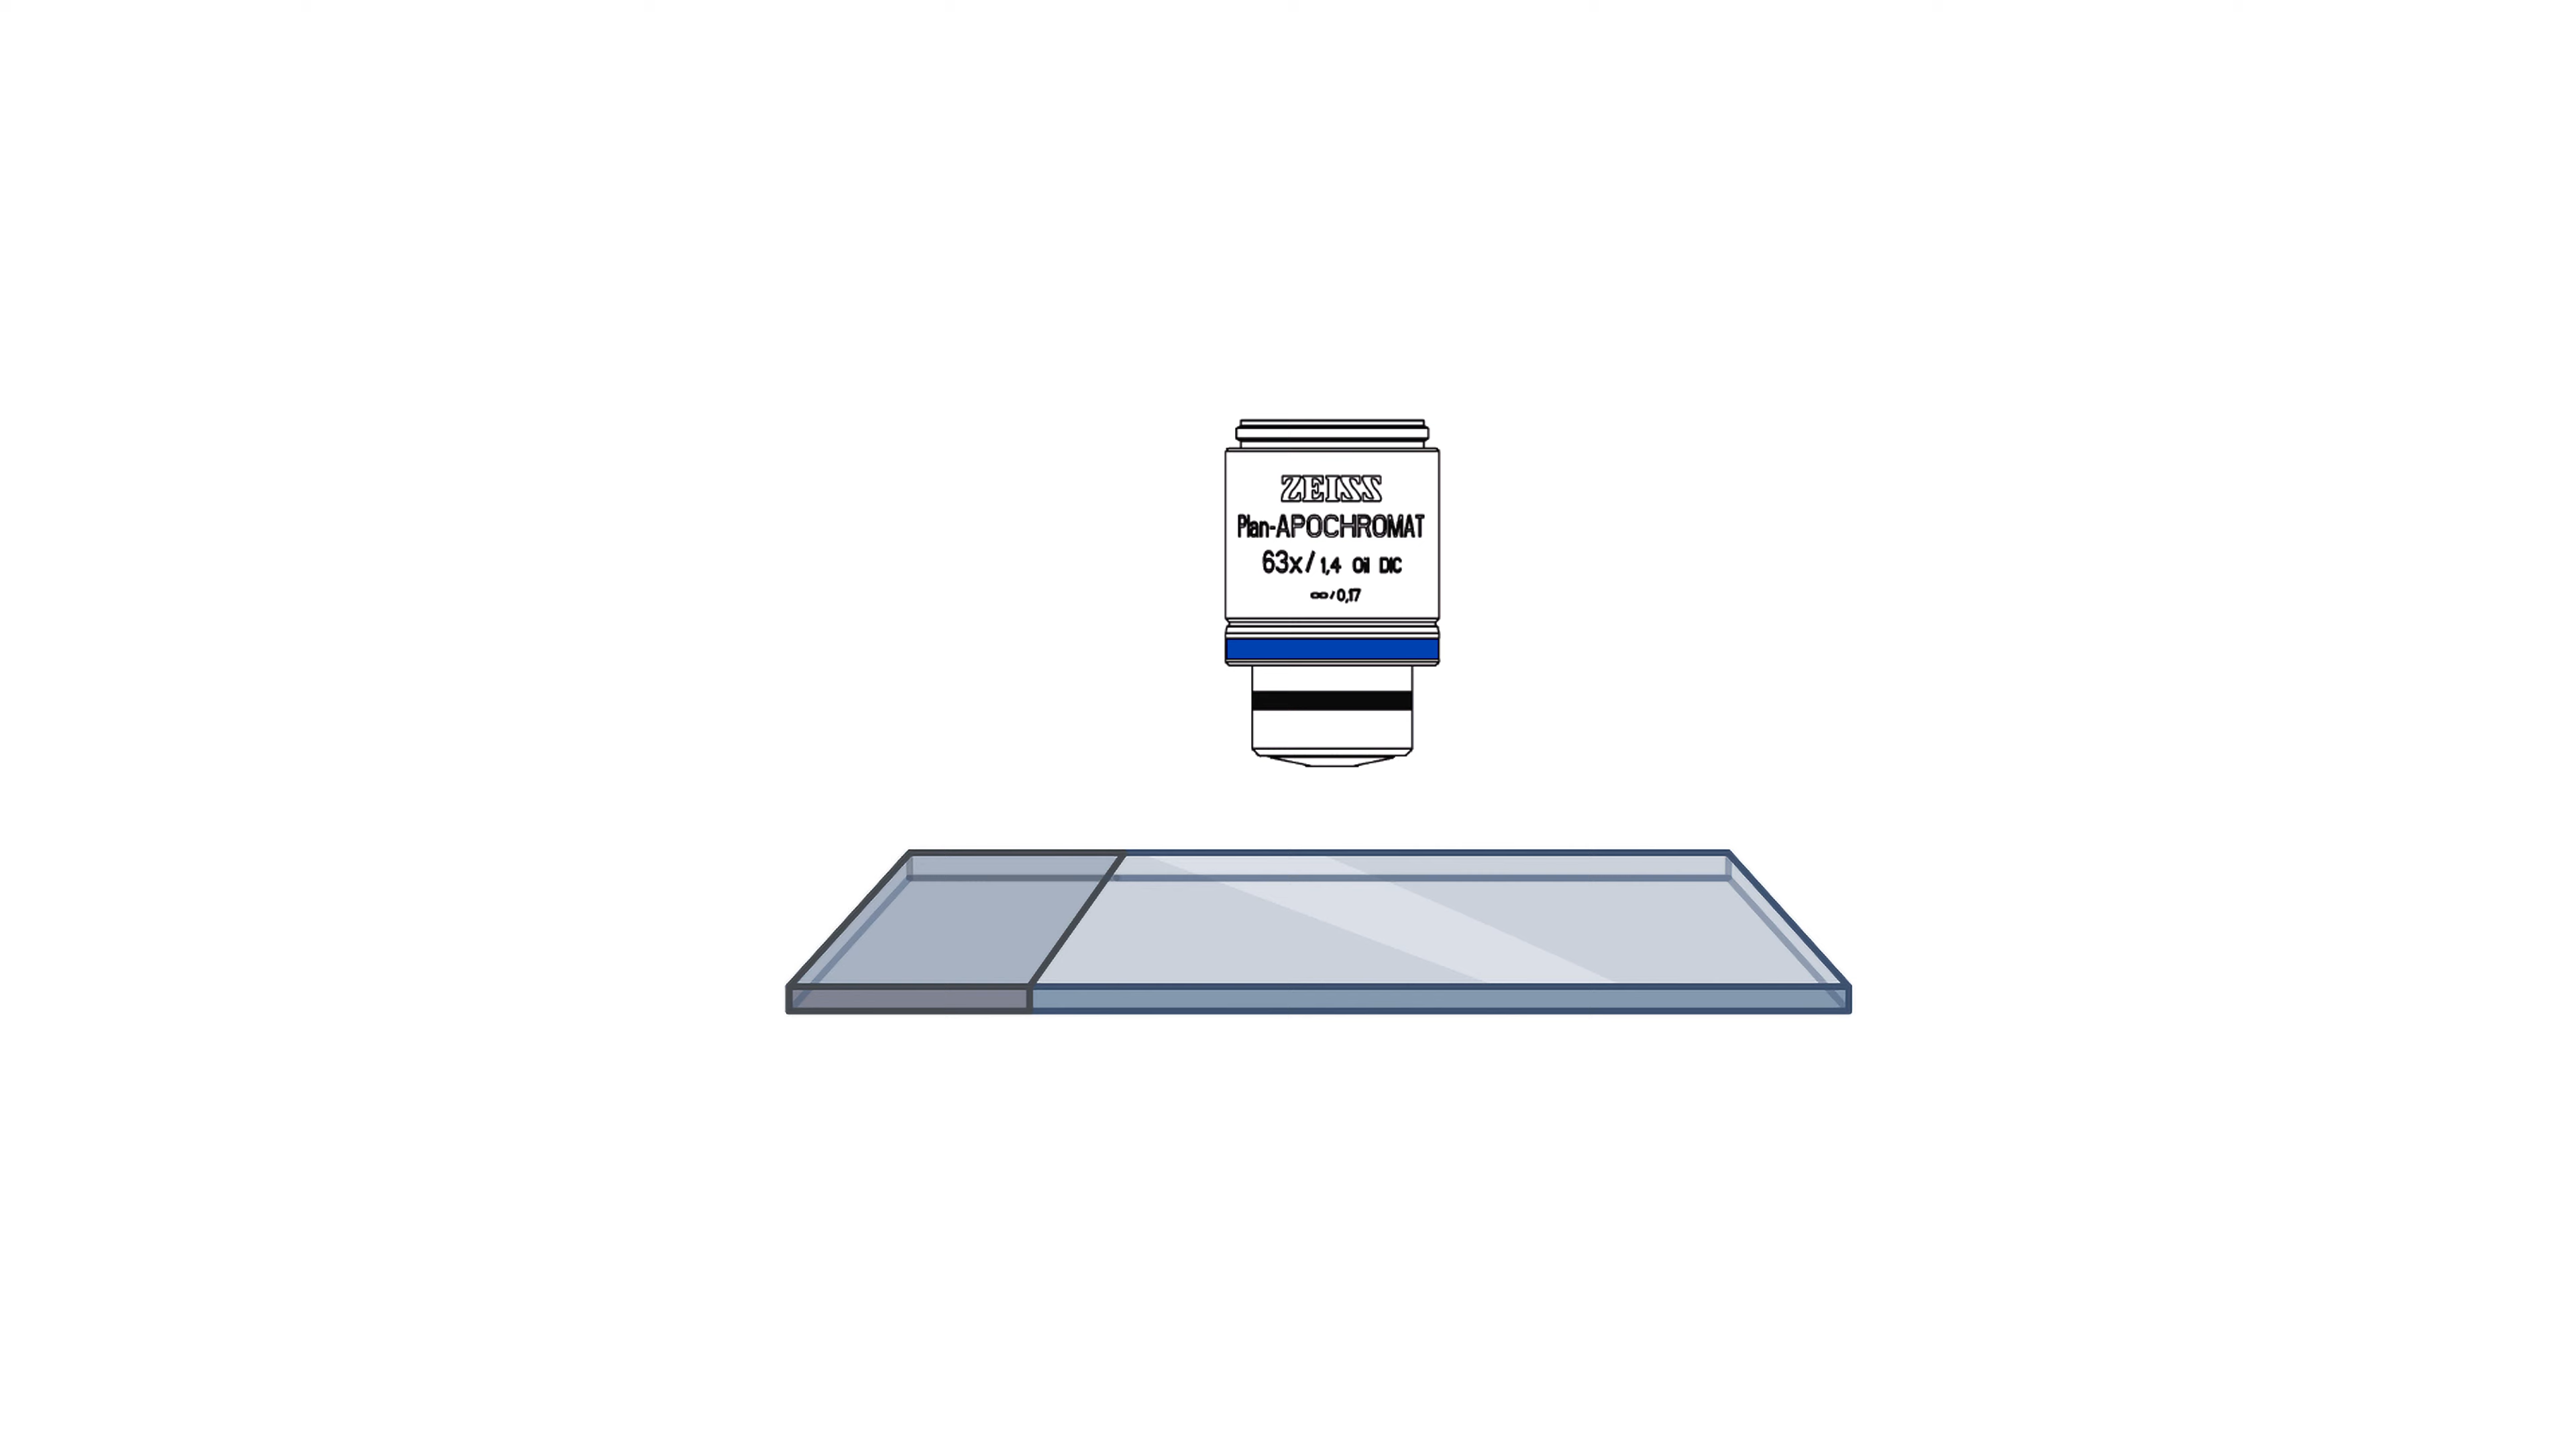 ZEISS
Plan-APOCHROMAT
63x/1,4 Oil DIC
∞/0,17